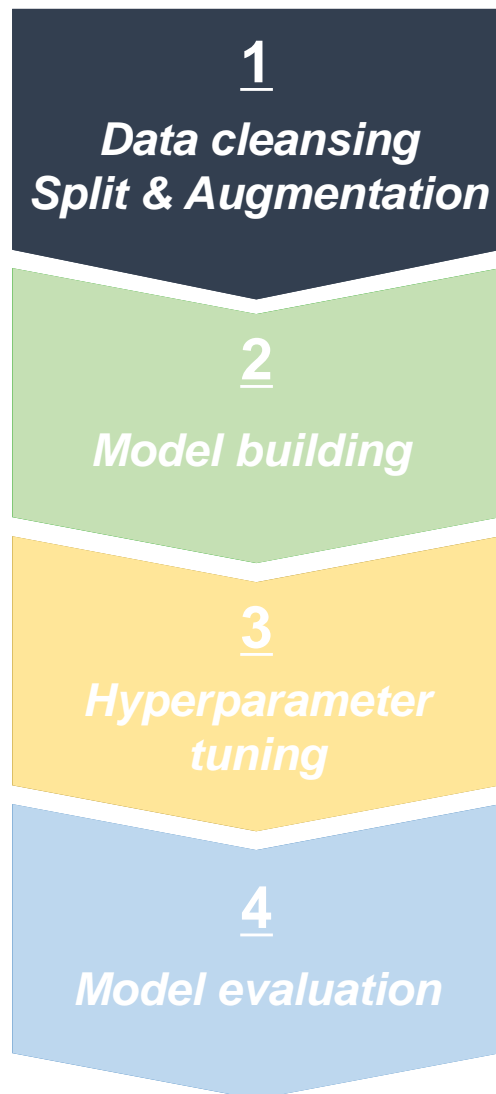 1
Data cleansing
Split & Augmentation
2
Model building
3
Hyperparameter
tuning
4
Model evaluation